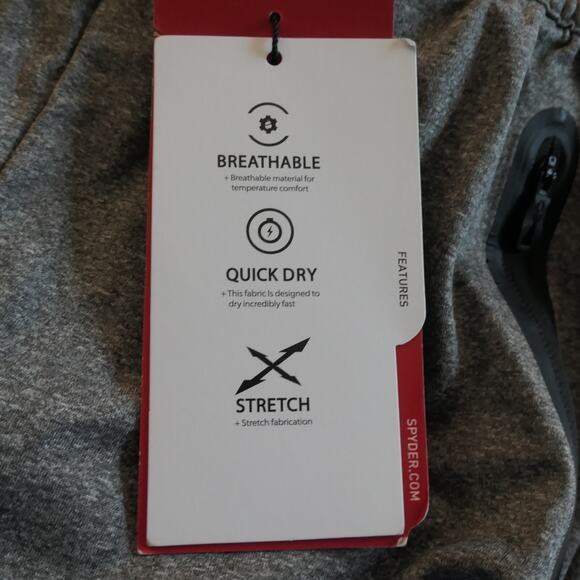 BREATHABLE
+ Breathable material for
temperature comfort
QUICK DRY
+ This fabric is designed to
dry incredibly fast
STRETCH
+ Stretch fabrication
FEATURES
SPYDER.COM